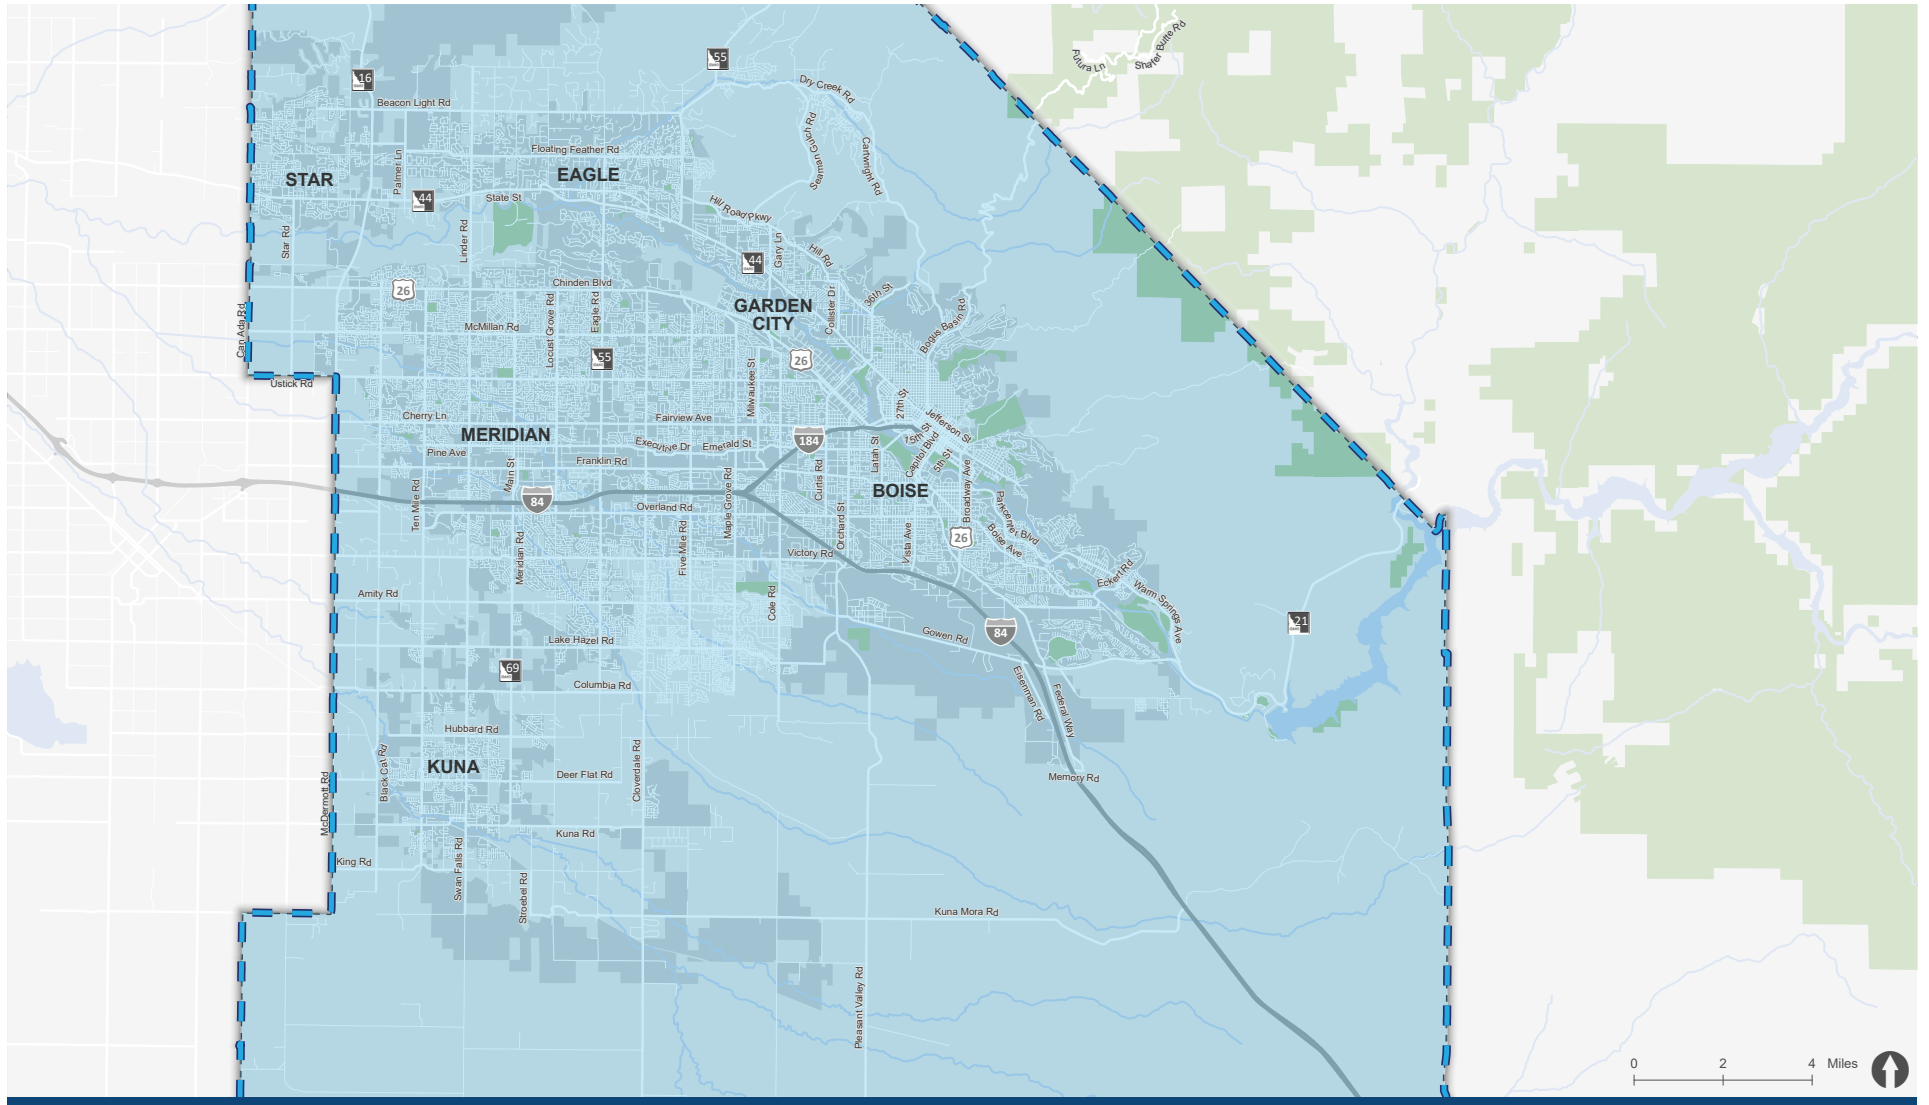 Futura Ln
Shafer Butte Rd
55
16
Dry Creek Rd
Beacon Light Rd
Seaman Gulch Rd
Cartwright Rd
Floating Feather Rd
Palmer Ln
STAR
EAGLE
44
State St
Hill Road Pkwy
Star Rd
Linder Rd
Gary Ln
Hill Rd
44
Chinden Blvd
26
36th St
Can Ada Rd
Locust Grove Rd
Eagle Rd
GARDEN
CITY
Collister Dr
Bogus Basin Rd
McMillan Rd
55
26
Milwaukee St
Ustick Rd
27th St
Cherry Ln
Fairview Ave
Jefferson St
MERIDIAN
Executive Dr
Emerald St
184
15th St
Capitol Blvd
Latah St
5th St
Pine Ave
Main St
Franklin Rd
Maple Grove Rd
Curtis Rd
Broadway Ave
BOISE
Ten Mile Rd
84
Overland Rd
Orchard St
Parkcenter Blvd
Vista Ave
Boise Ave
26
Meridian Rd
Five Mile Rd
Victory Rd
Eckert Rd
Warm Springs Ave
Amity Rd
Cole Rd
21
Lake Hazel Rd
Gowen Rd
84
69
Columbia Rd
Eisenman Rd
Federal Way
Hubbard Rd
Black Cat Rd
KUNA
Deer Flat Rd
Cloverdale Rd
Memory Rd
McDermott Rd
Kuna Rd
King Rd
Swan Falls Rd
Stroebel Rd
Kuna Mora Rd
Pleasant Valley Rd
0 2 4 Miles